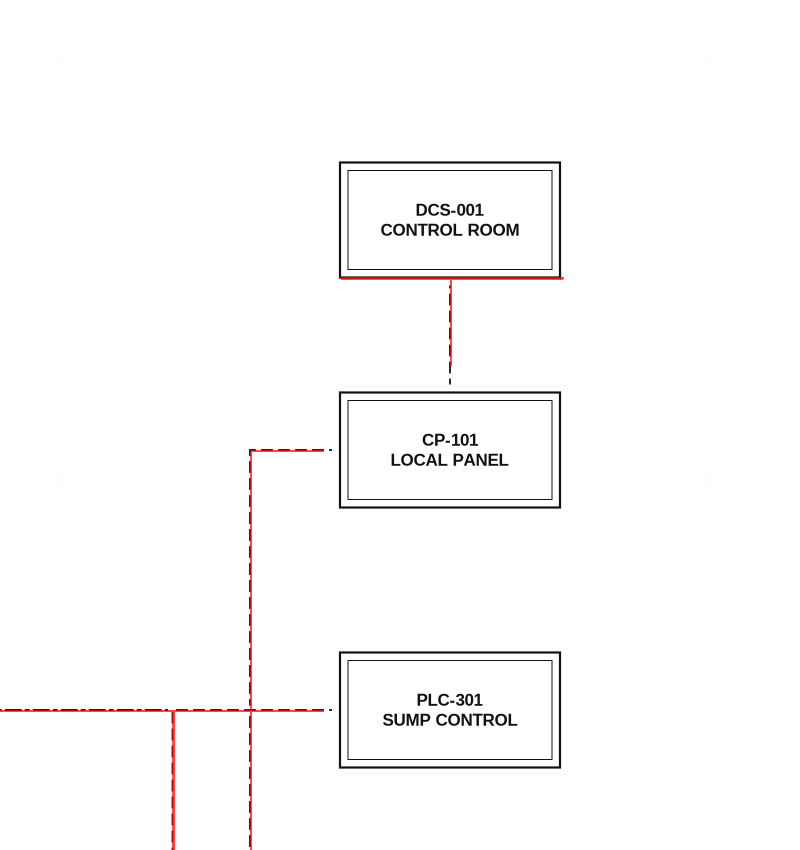 DCS-001
CONTROL ROOM
CP-101
LOCAL PANEL
PLC-301
SUMP CONTROL